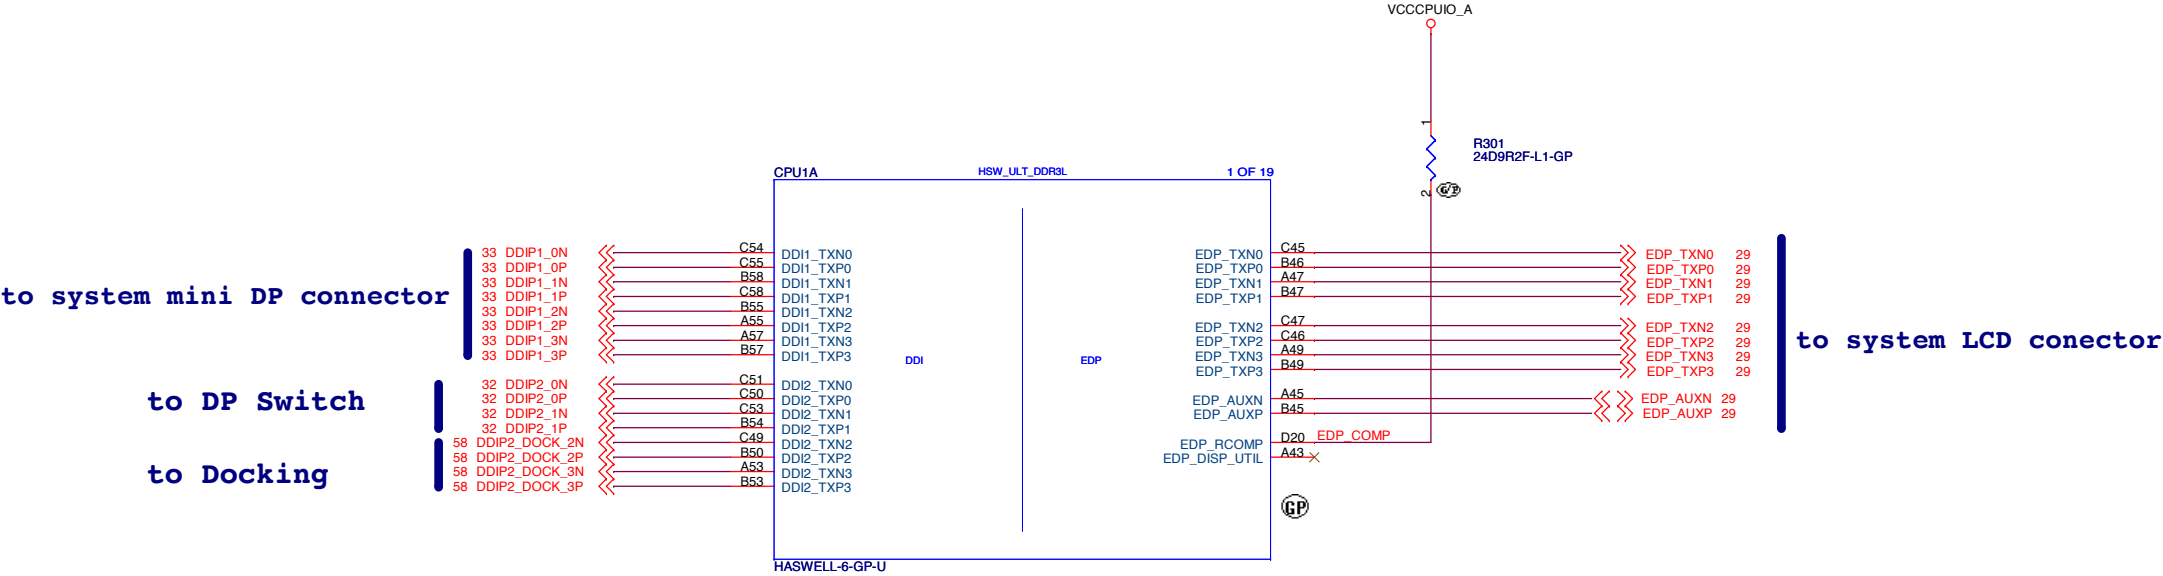 VCCCPUIO_A
1
R301
24D9R2F-L1-GP
2
G/P
CPU1A HSW_ULT_DDR3L 1 OF 19
33 DDIP1_0N C54 DDI1_TXN0 EDP_TXN0 C45 EDP_TXN0 29
33 DDIP1_0P C55 DDI1_TXP0 EDP_TXP0 B46 EDP_TXP0 29
33 DDIP1_1N B58 DDI1_TXN1 EDP_TXN1 A47 EDP_TXN1 29
33 DDIP1_1P C58 DDI1_TXP1 EDP_TXP1 B47 EDP_TXP1 29
to system mini DP connector
33 DDIP1_2N B55 DDI1_TXN2
33 DDIP1_2P A55 DDI1_TXP2 EDP_TXN2 C47 EDP_TXN2 29
33 DDIP1_3N A57 DDI1_TXN3 EDP_TXP2 C46 EDP_TXP2 29
to system LCD conector
33 DDIP1_3P B57 DDI1_TXP3 EDP_TXN3 A49 EDP_TXN3 29
DDI EDP
EDP_TXP3 B49 EDP_TXP3 29
32 DDIP2_0N C51 DDI2_TXN0
32 DDIP2_0P C50 DDI2_TXP0 EDP_AUXN A45 EDP_AUXN 29
to DP Switch
32 DDIP2_1N C53 DDI2_TXN1 EDP_AUXP B45 EDP_AUXP 29
32 DDIP2_1P B54 DDI2_TXP1
58 DDIP2_DOCK_2N C49 DDI2_TXN2 EDP_RCOMP D20 EDP_COMP
58 DDIP2_DOCK_2P B50 DDI2_TXP2 EDP_DISP_UTIL A43
to Docking
58 DDIP2_DOCK_3N A53 DDI2_TXN3
58 DDIP2_DOCK_3P B53 DDI2_TXP3
GP
HASWELL-6-GP-U